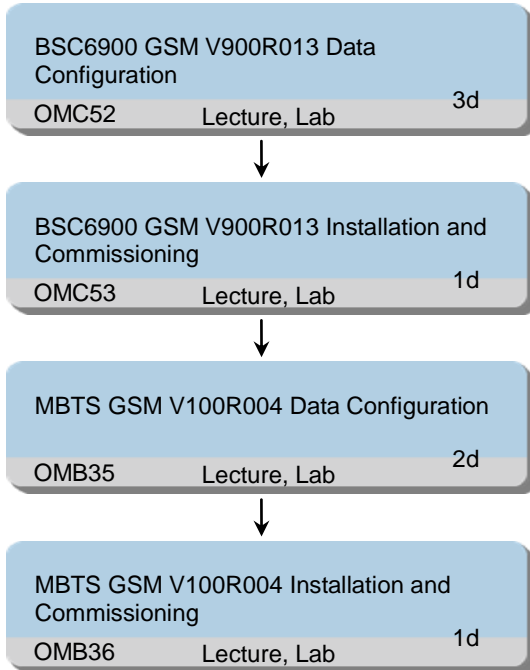 BSC6900 GSM V900R013 Data
Configuration
3d
OMC52 Lecture, Lab
BSC6900 GSM V900R013 Installation and
Commissioning
1d
OMC53 Lecture, Lab
MBTS GSM V100R004 Data Configuration
2d
OMB35 Lecture, Lab
MBTS GSM V100R004 Installation and
Commissioning
1d
OMB36 Lecture, Lab